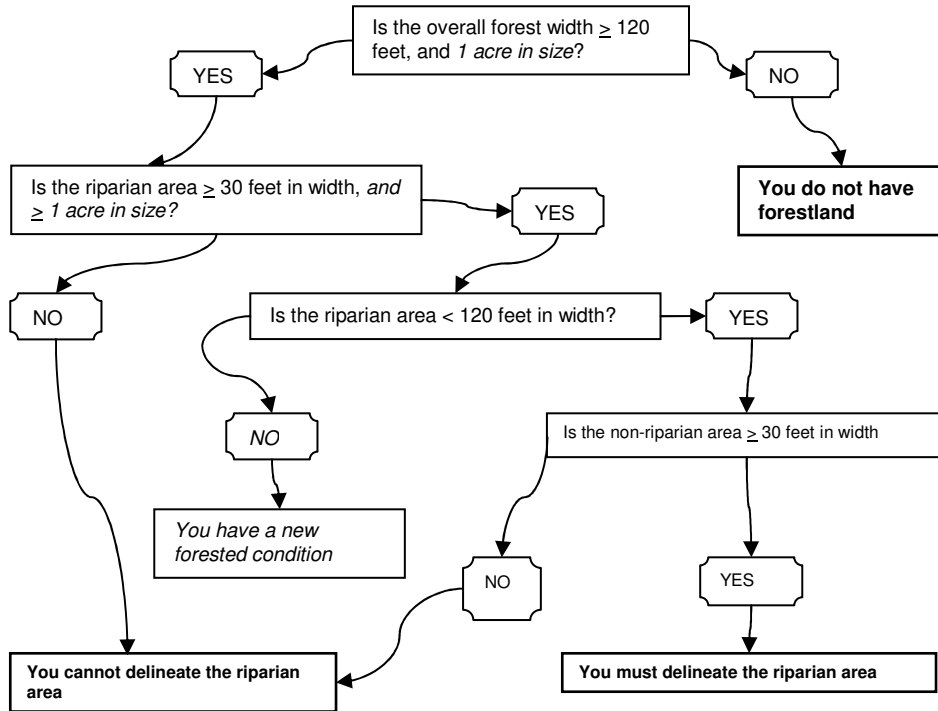 Is the overall forest width ≥ 120
feet, and 1 acre in size?
YES
NO
Is the riparian area ≥ 30 feet in width, and
≥ 1 acre in size?
YES
You do not have
forestland
NO
Is the riparian area < 120 feet in width?
YES
NO
Is the non-riparian area ≥ 30 feet in width
You have a new
forested condition
NO
YES
You cannot delineate the riparian
area
You must delineate the riparian area